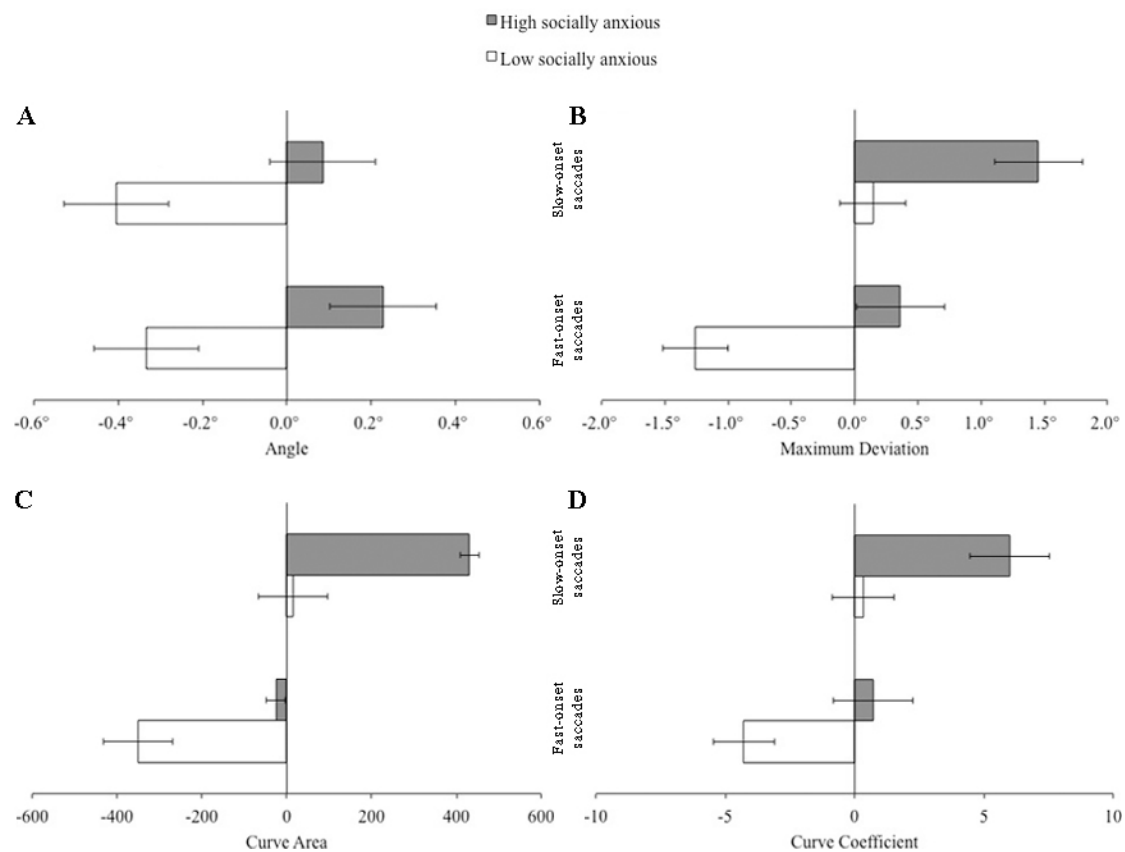 High socially anxious
Low socially anxious
A
B
Slow-onset
saccades
Fast-onset
saccades
-0.6° -0.4° -0.2° 0.0° 0.2° 0.4° 0.6°
Angle
-2.0° -1.5° -1.0° -0.5° 0.0° 0.5° 1.0° 1.5° 2.0°
Maximum Deviation
C
D
Slow-onset
saccades
Fast-onset
saccades
-600 -400 -200 0 200 400 600
Curve Area
-10 -5 0 5 10
Curve Coefficient